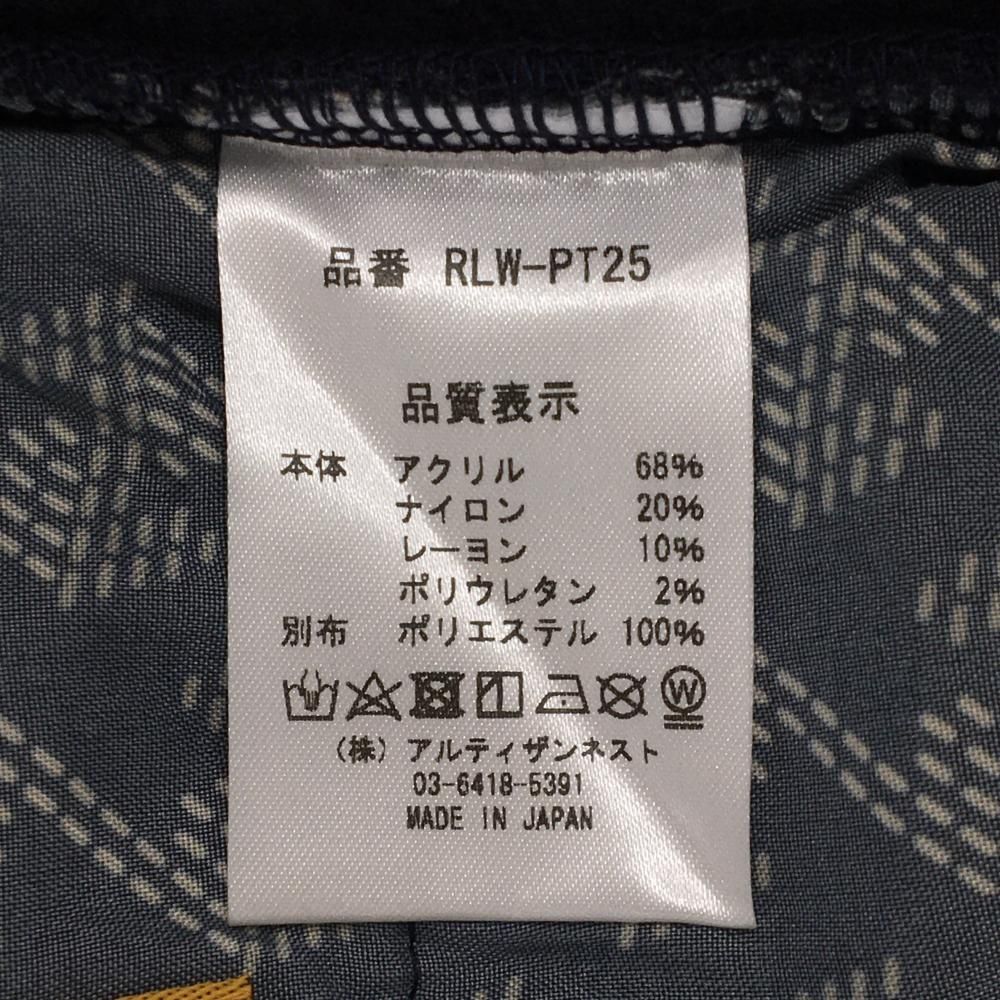 品番 RLW-PT25
品質表示
本体 アクリル 68%
ナイロン 20%
レーヨン 10%
ポリウレタン 2%
別布 ポリエステル 100%
W
(株) アルティザンネスト
03-6418-5391
MADE IN JAPAN